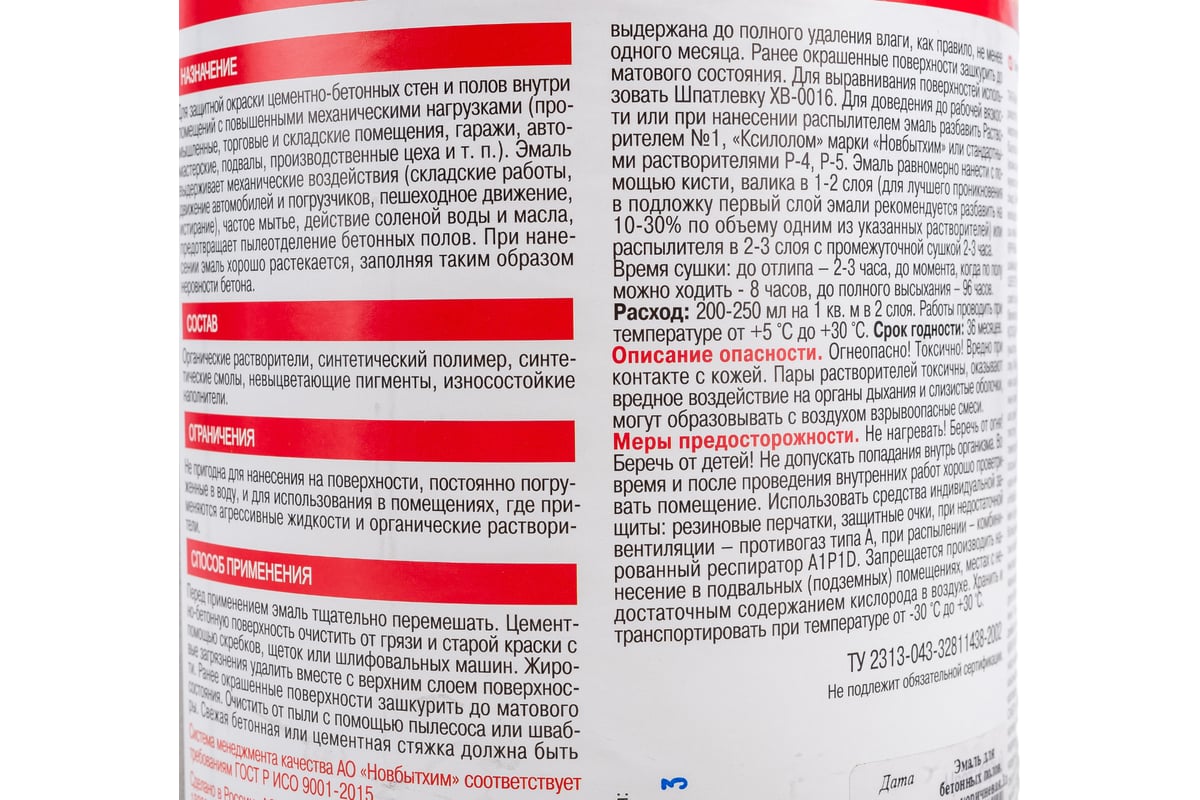 НАЗНАЧЕНИЕ
Для защитной окраски цементно-бетонных стен и полов внутри
помещений с повышенными механическими нагрузками (про-
мышленные, торговые и складские помещения, гаражи, авто-
мастерские, подвалы, производственные цеха и т. п.). Эмаль
выдерживает механические воздействия (складские работы,
движение автомобилей и погрузчиков, пешеходное движение,
истирание), частое мытье, действие соленой воды и масла,
предотвращает пылеотделение бетонных полов. При нане-
сении эмаль хорошо растекается, заполняя таким образом
неровности бетона.
СОСТАВ
Органические растворители, синтетический полимер, синте-
тические смолы, невыцветающие пигменты, износостойкие
наполнители.
ОГРАНИЧЕНИЯ
Не пригодна для нанесения на поверхности, постоянно погру-
женные в воду, и для использования в помещениях, где при-
меняются агрессивные жидкости и органические раствори-
тели.
СПОСОБ ПРИМЕНЕНИЯ
Перед применением эмаль тщательно перемешать. Цемент-
но-бетонную поверхность очистить от грязи и старой краски с
помощью скребков, щеток или шлифовальных машин. Жиро-
вые загрязнения удалить вместе с верхним слоем поверхнос-
ти. Ранее окрашенные поверхности зашкурить до матового
состояния. Очистить от пыли с помощью пылесоса или шваб-
ры. Свежая бетонная или цементная стяжка должна быть
Система менеджмента качества АО «Новбытхим» соответствует
требованиям ГОСТ Р ИСО 9001-2015
Сделано в России.
выдержана до полного удаления влаги, как правило, не менее
одного месяца. Ранее окрашенные поверхности зашкурить до
матового состояния. Для выравнивания поверхностей исполь-
зовать Шпатлевку ХВ-0016. Для доведения до рабочей вязкос-
ти или при нанесении распылителем эмаль разбавить Раство-
рителем №1, «Ксилолом» марки «Новбытхим» или стандартны-
ми растворителями Р-4, Р-5. Эмаль равномерно нанести с по-
мощью кисти, валика в 1-2 слоя (для лучшего проникновения
в подложку первый слой эмали рекомендуется разбавить на
10-30% по объему одним из указанных растворителей) или
распылителя в 2-3 слоя с промежуточной сушкой 2-3 часа.
Время сушки: до отлипа – 2-3 часа, до момента, когда по полу
можно ходить - 8 часов, до полного высыхания – 96 часов.
Расход: 200-250 мл на 1 кв. м в 2 слоя. Работы проводить при
температуре от +5 °С до +30 °С. Срок годности: 36 месяцев.
Описание опасности. Огнеопасно! Токсично! Вредно при
контакте с кожей. Пары растворителей токсичны, оказывают
вредное воздействие на органы дыхания и слизистые оболочки,
могут образовывать с воздухом взрывоопасные смеси.
Меры предосторожности. Не нагревать! Беречь от огня!
Беречь от детей! Не допускать попадания внутрь организма. Во
время и после проведения внутренних работ хорошо проветри-
вать помещение. Использовать средства индивидуальной за-
щиты: резиновые перчатки, защитные очки, при недостаточной
вентиляции – противогаз типа А, при распылении – комбини-
рованный респиратор А1Р1D. Запрещается производить на-
несение в подвальных (подземных) помещениях, местах с не-
достаточным содержанием кислорода в воздухе. Хранить и
транспортировать при температуре от -30 °С до +30 °С.
ТУ 2313-043-32811438-2002
Не подлежит обязательной сертификации.
3
Дата
Эмаль для
бетонных полов,